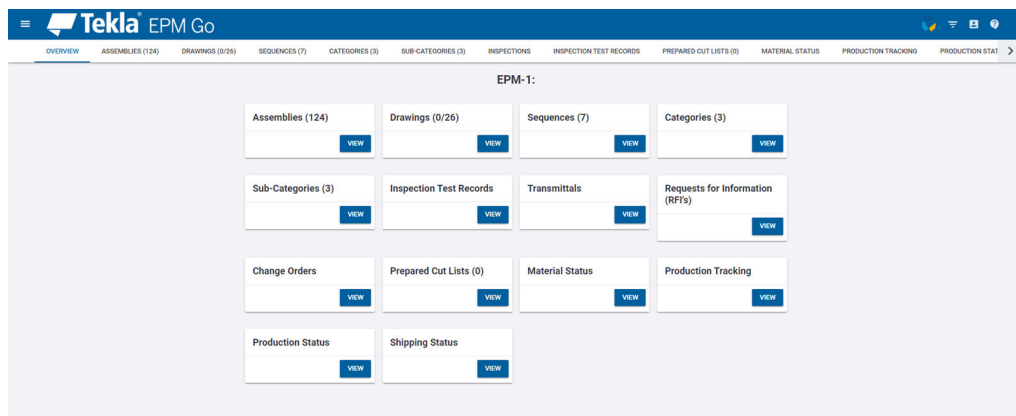 Tekla EPM Go
OVERVIEW ASSEMBLIES (124) DRAWINGS (0/26) SEQUENCES (7) CATEGORIES (3) SUB-CATEGORIES (3) INSPECTIONS INSPECTION TEST RECORDS PREPARED CUT LISTS (0) MATERIAL STATUS PRODUCTION TRACKING PRODUCTION STAT
EPM-1:
Assemblies (124) Drawings (0/26) Sequences (7) Categories (3)
VIEW VIEW VIEW VIEW
Sub-Categories (3) Inspection Test Records Transmittals Requests for Information
(RFI's)
VIEW VIEW VIEW VIEW
Change Orders Prepared Cut Lists (0) Material Status Production Tracking
VIEW VIEW VIEW VIEW
Production Status Shipping Status
VIEW VIEW